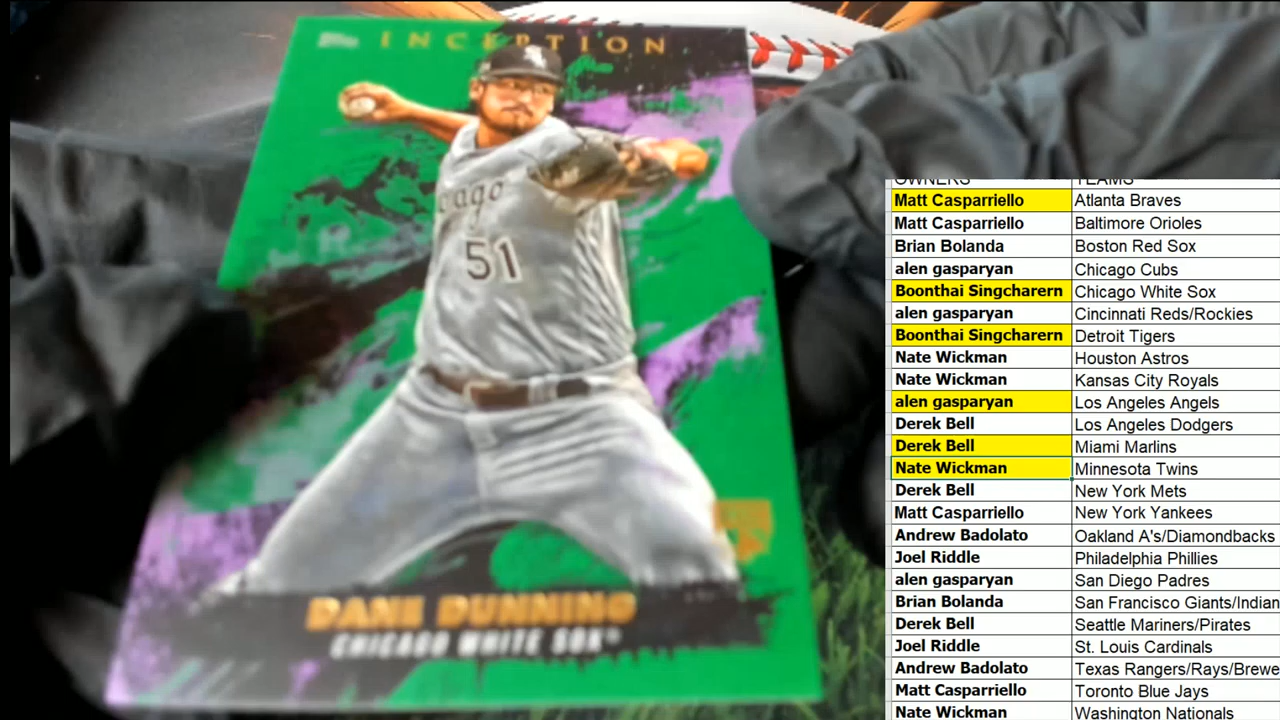 topps INCEPTION
Chicago
51
DANE DUNNING
CHICAGO WHITE SOX
OWNERS TEAMS
Matt Casparriello Atlanta Braves
Matt Casparriello Baltimore Orioles
Brian Bolanda Boston Red Sox
alen gasparyan Chicago Cubs
Boonthai Singcharern Chicago White Sox
alen gasparyan Cincinnati Reds/Rockies
Boonthai Singcharern Detroit Tigers
Nate Wickman Houston Astros
Nate Wickman Kansas City Royals
alen gasparyan Los Angeles Angels
Derek Bell Los Angeles Dodgers
Derek Bell Miami Marlins
Nate Wickman Minnesota Twins
Derek Bell New York Mets
Matt Casparriello New York Yankees
Andrew Badolato Oakland A's/Diamondbacks
Joel Riddle Philadelphia Phillies
alen gasparyan San Diego Padres
Brian Bolanda San Francisco Giants/Indian
Derek Bell Seattle Mariners/Pirates
Joel Riddle St. Louis Cardinals
Andrew Badolato Texas Rangers/Rays/Brewe
Matt Casparriello Toronto Blue Jays
Nate Wickman Washington Nationals